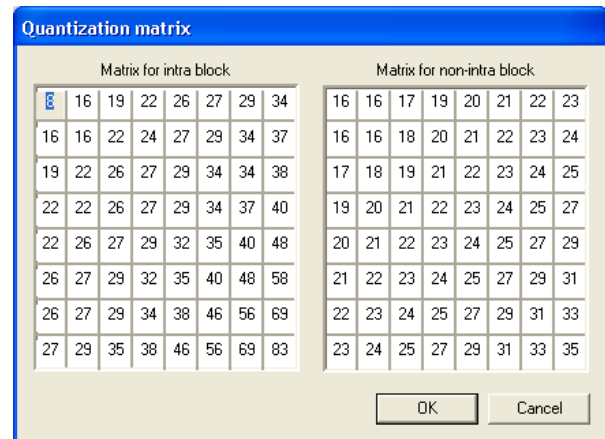 Quantization matrix
Matrix for intra block
Matrix for non-intra block
8 16 19 22 26 27 29 34
16 16 17 19 20 21 22 23
16 16 22 24 27 29 34 37
16 16 18 20 21 22 23 24
19 22 26 27 29 34 34 38
17 18 19 21 22 23 24 25
22 22 26 27 29 34 37 40
19 20 21 22 23 24 25 27
22 26 27 29 32 35 40 48
20 21 22 23 24 25 27 29
26 27 29 32 35 40 48 58
21 22 23 24 25 27 29 31
26 27 29 34 38 46 56 69
22 23 24 25 27 29 31 33
27 29 35 38 46 56 69 83
23 24 25 27 29 31 33 35
OK
Cancel